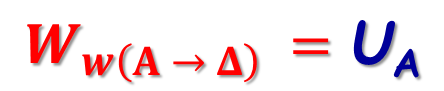 W_w(A → Δ) = U_A